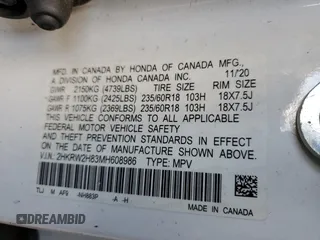 MFD. IN CANADA BY HONDA OF CANADA MFG.,
A DIVISION OF HONDA CANADA INC. 11/20
GVWR 2150KG (4739LBS) TIRE SIZE RIM SIZE
GAWR F 1100KG (2425LBS) 235/60R18 103H 18X7.5J
GAWR R 1075KG (2369LBS) 235/60R18 103H 18X7.5J
THIS VEHICLE CONFORMS TO ALL APPLICABLE
FEDERAL MOTOR VEHICLE SAFETY
STANDARDS IN
EFFECT ON THE DATE OF MANUFACTURE SHOWN ABOVE.
V.I.N.: 2HKRW2H83MH608986 TYPE: MPV
TLJ M AF5 -A -H
MADE IN CANADA
DREAMBID